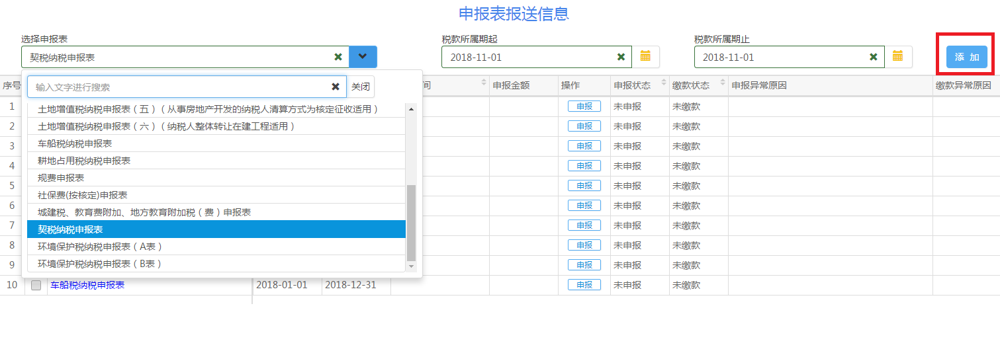 申报表报送信息
选择申报表 税款所属期起 税款所属期止
契税纳税申报表 2018-11-01 2018-11-01 添 加
序号 间 申报金额 操作 申报状态 缴款状态 申报异常原因 缴款异常原因
输入文字进行搜索 关闭
土地增值税纳税申报表（五）（从事房地产开发的纳税人清算方式为核定征收适用）
土地增值税纳税申报表（六）（纳税人整体转让在建工程适用）
车船税纳税申报表
耕地占用税纳税申报表
规费申报表
社保费(按核定)申报表
城建税、教育费附加、地方教育附加税（费）申报表
契税纳税申报表
环境保护税纳税申报表（A表）
环境保护税纳税申报表（B表）
1 申报 未申报 未缴款
2 申报 未申报 未缴款
3 申报 未申报 未缴款
4 申报 未申报 未缴款
5 申报 未申报 未缴款
6 申报 未申报 未缴款
7 申报 未申报 未缴款
8 申报 未申报 未缴款
9 申报 未申报 未缴款
10 车船税纳税申报表 2018-01-01 2018-12-31 申报 未申报 未缴款